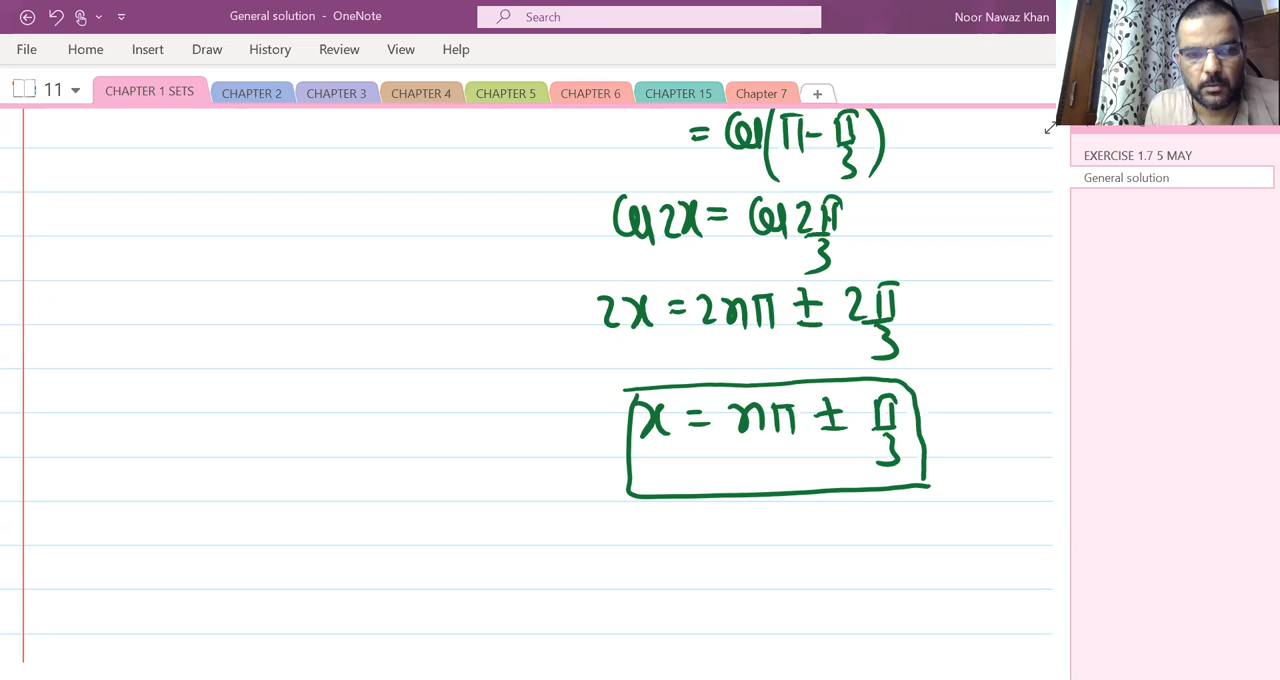 General solution - OneNote
Search
Noor Nawaz Khan
File Home Insert Draw History Review View Help
11 CHAPTER 1 SETS CHAPTER 2 CHAPTER 3 CHAPTER 4 CHAPTER 5 CHAPTER 6 CHAPTER 15 Chapter 7 +
EXERCISE 1.7 5 MAY
General solution
= Cos(π - π/3)
Cos 2x = Cos 2π/3
2x = 2nπ ± 2π/3
x = nπ ± π/3